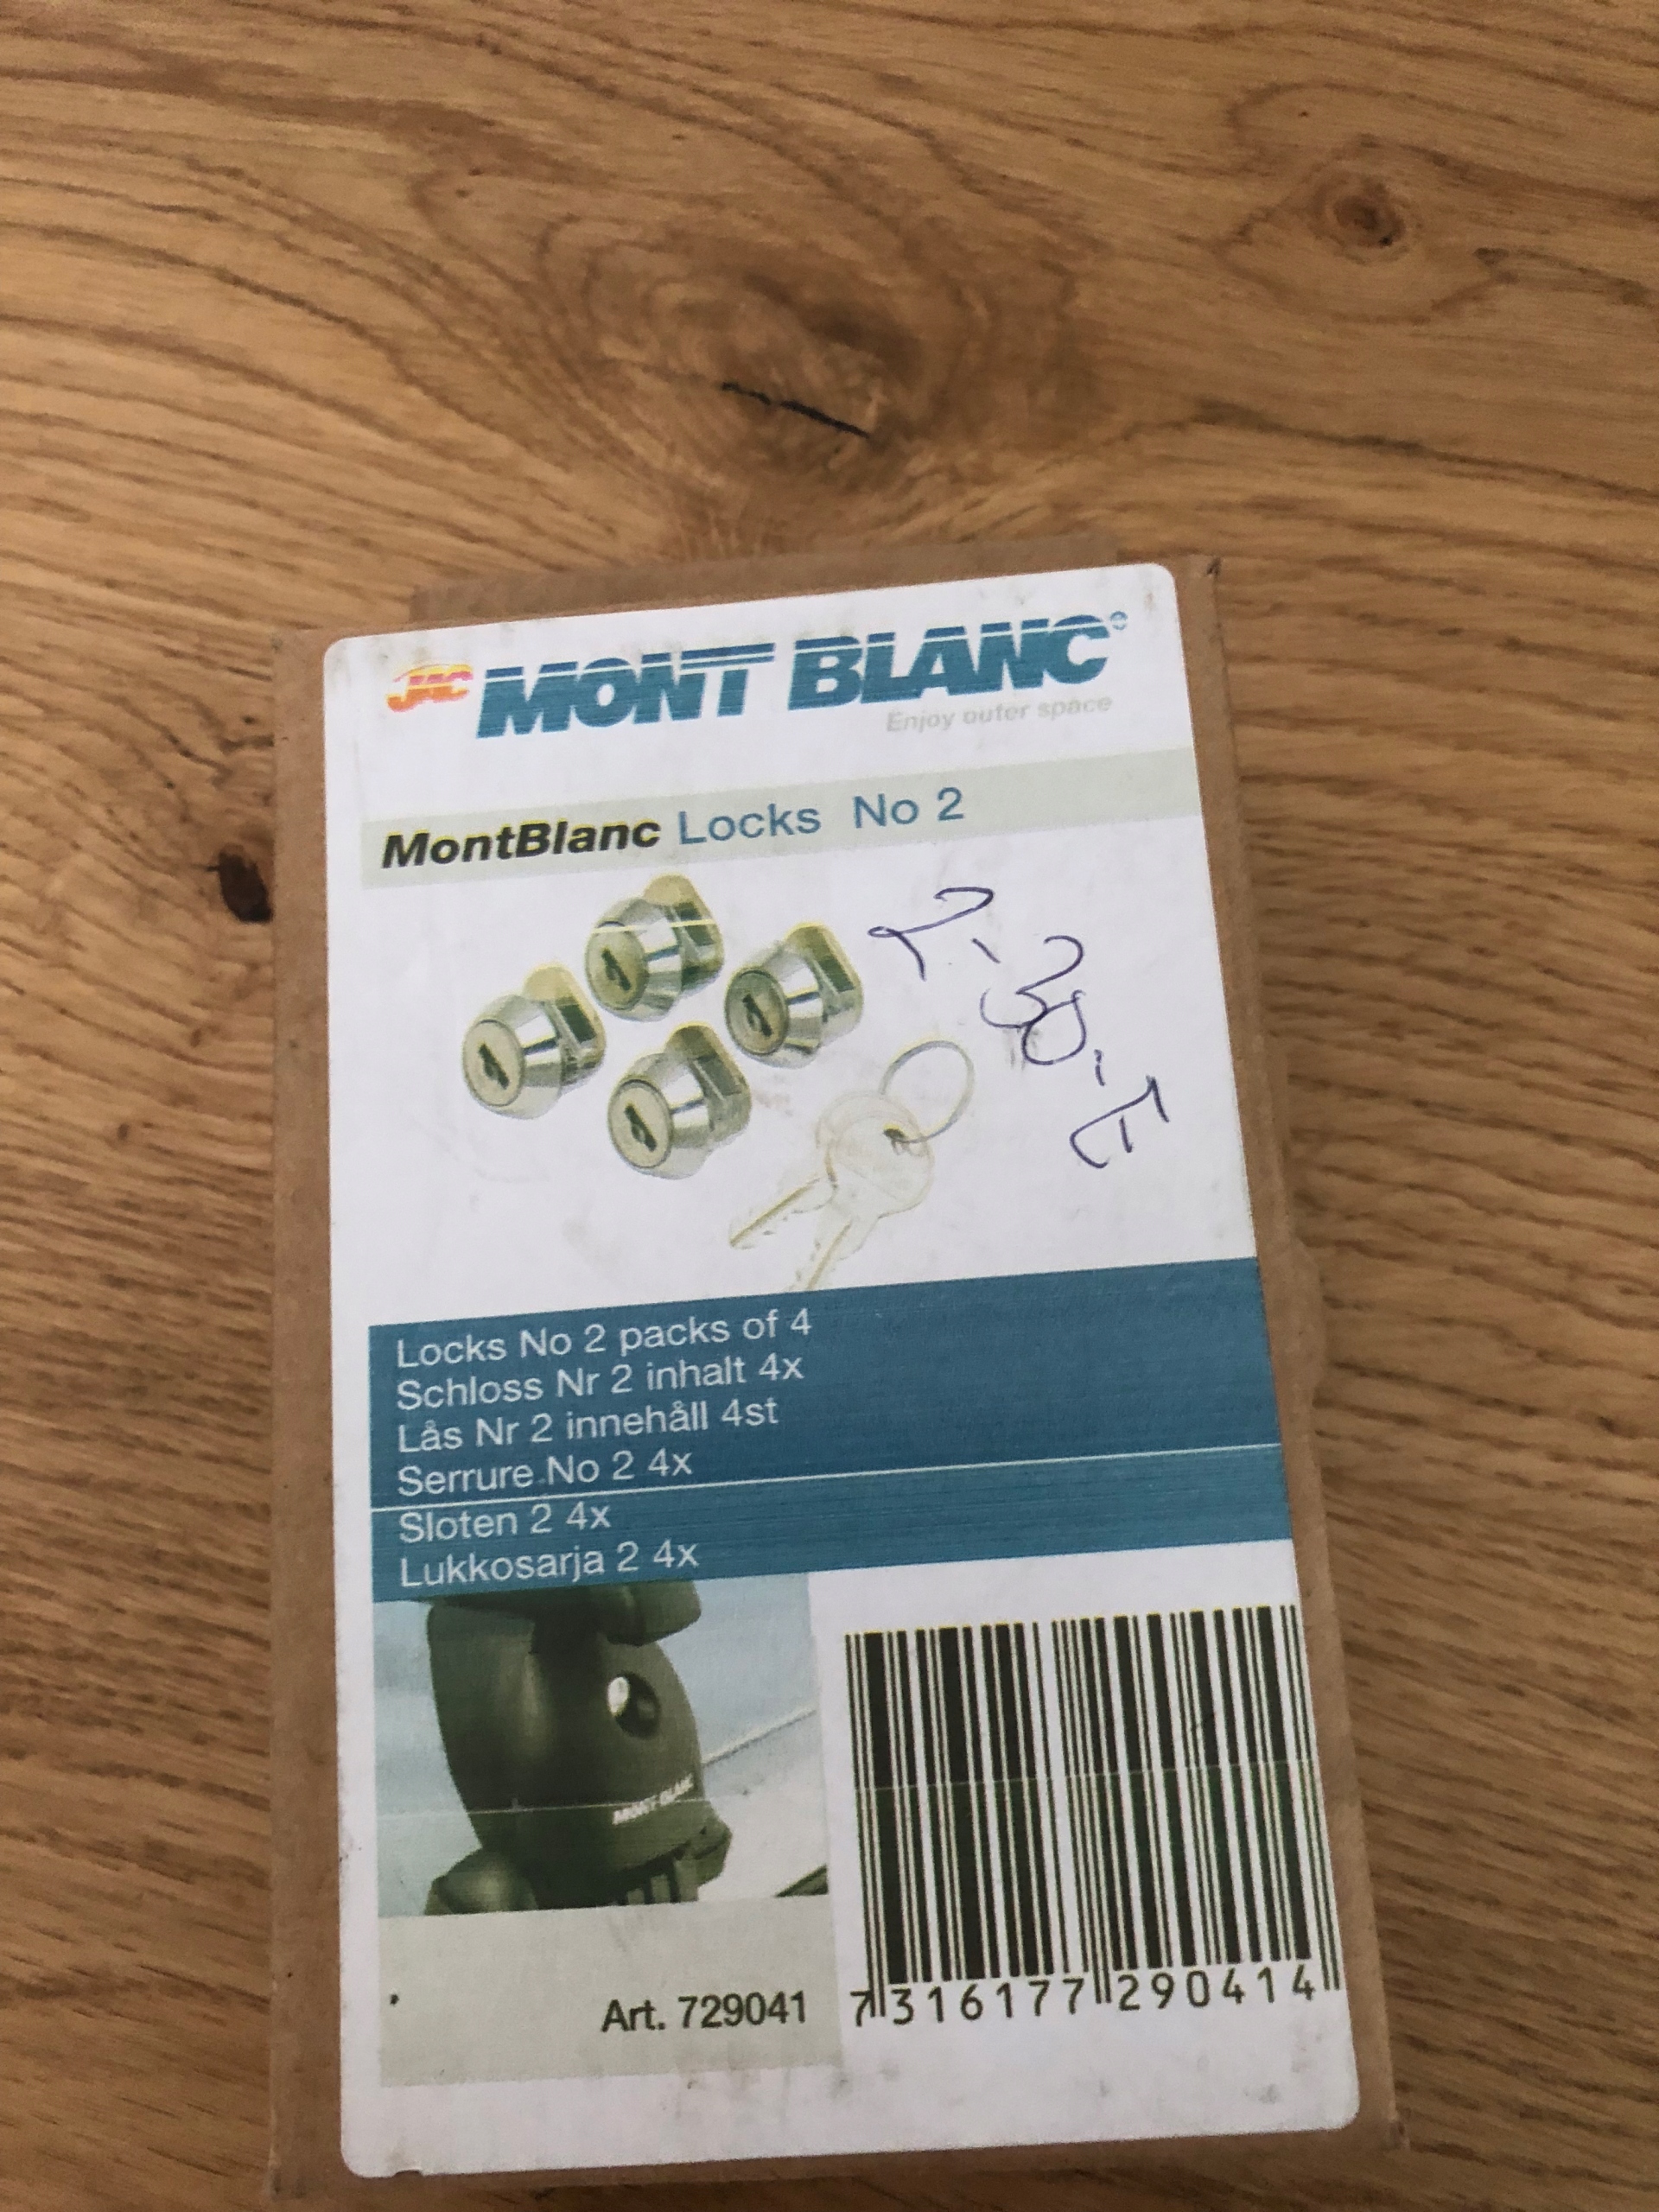 JAC MONT BLANC®
Enjoy outer space
MontBlanc Locks No 2
Locks No 2 packs of 4
Schloss Nr 2 inhalt 4x
Lås Nr 2 innehåll 4st
Serrure No 2 4x
Sloten 2 4x
Lukkosarja 2 4x
MONT BLANC
Art. 729041
7 316177 290414